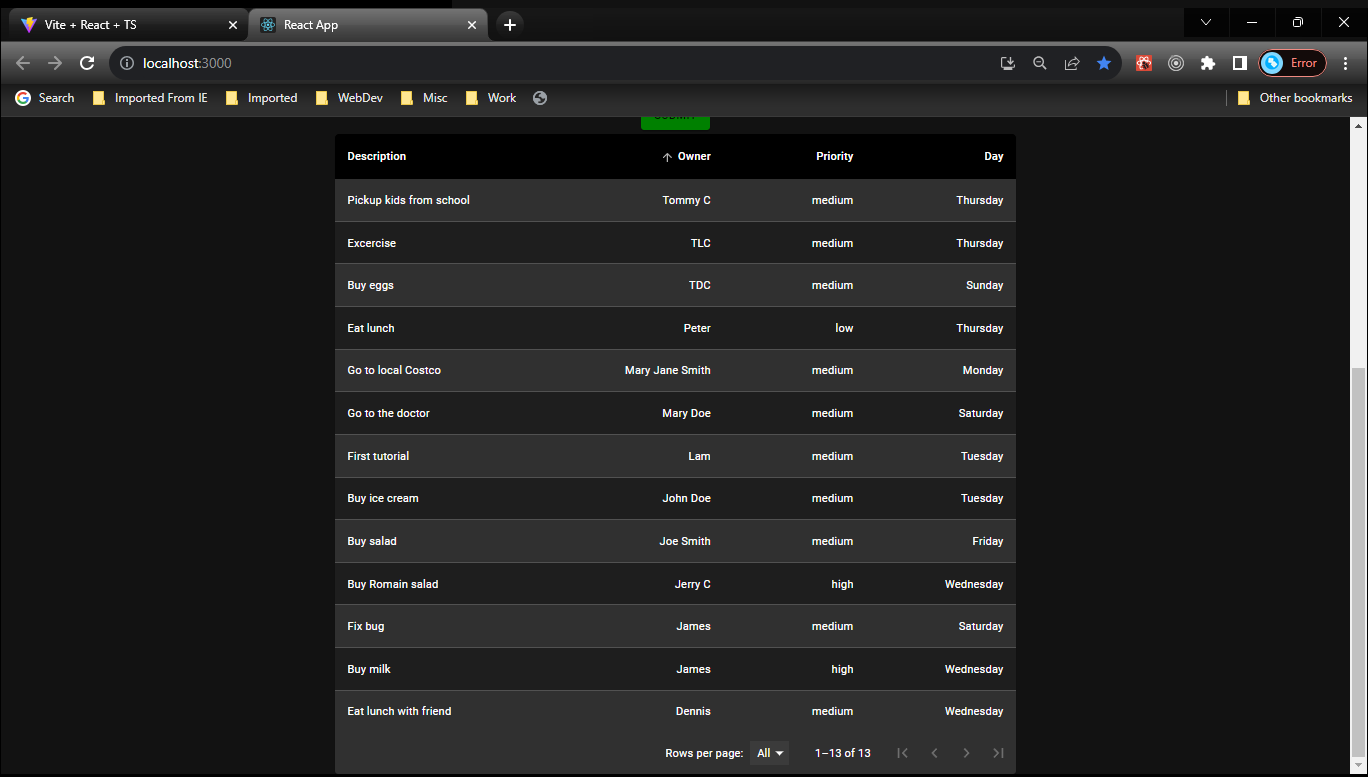 Vite + React + TS
React App
localhost:3000
Error
Search Imported From IE Imported WebDev Misc Work Other bookmarks
Description Owner Priority Day
Pickup kids from school Tommy C medium Thursday
Excercise TLC medium Thursday
Buy eggs TDC medium Sunday
Eat lunch Peter low Thursday
Go to local Costco Mary Jane Smith medium Monday
Go to the doctor Mary Doe medium Saturday
First tutorial Lam medium Tuesday
Buy ice cream John Doe medium Tuesday
Buy salad Joe Smith medium Friday
Buy Romain salad Jerry C high Wednesday
Fix bug James medium Saturday
Buy milk James high Wednesday
Eat lunch with friend Dennis medium Wednesday
Rows per page: All 1–13 of 13